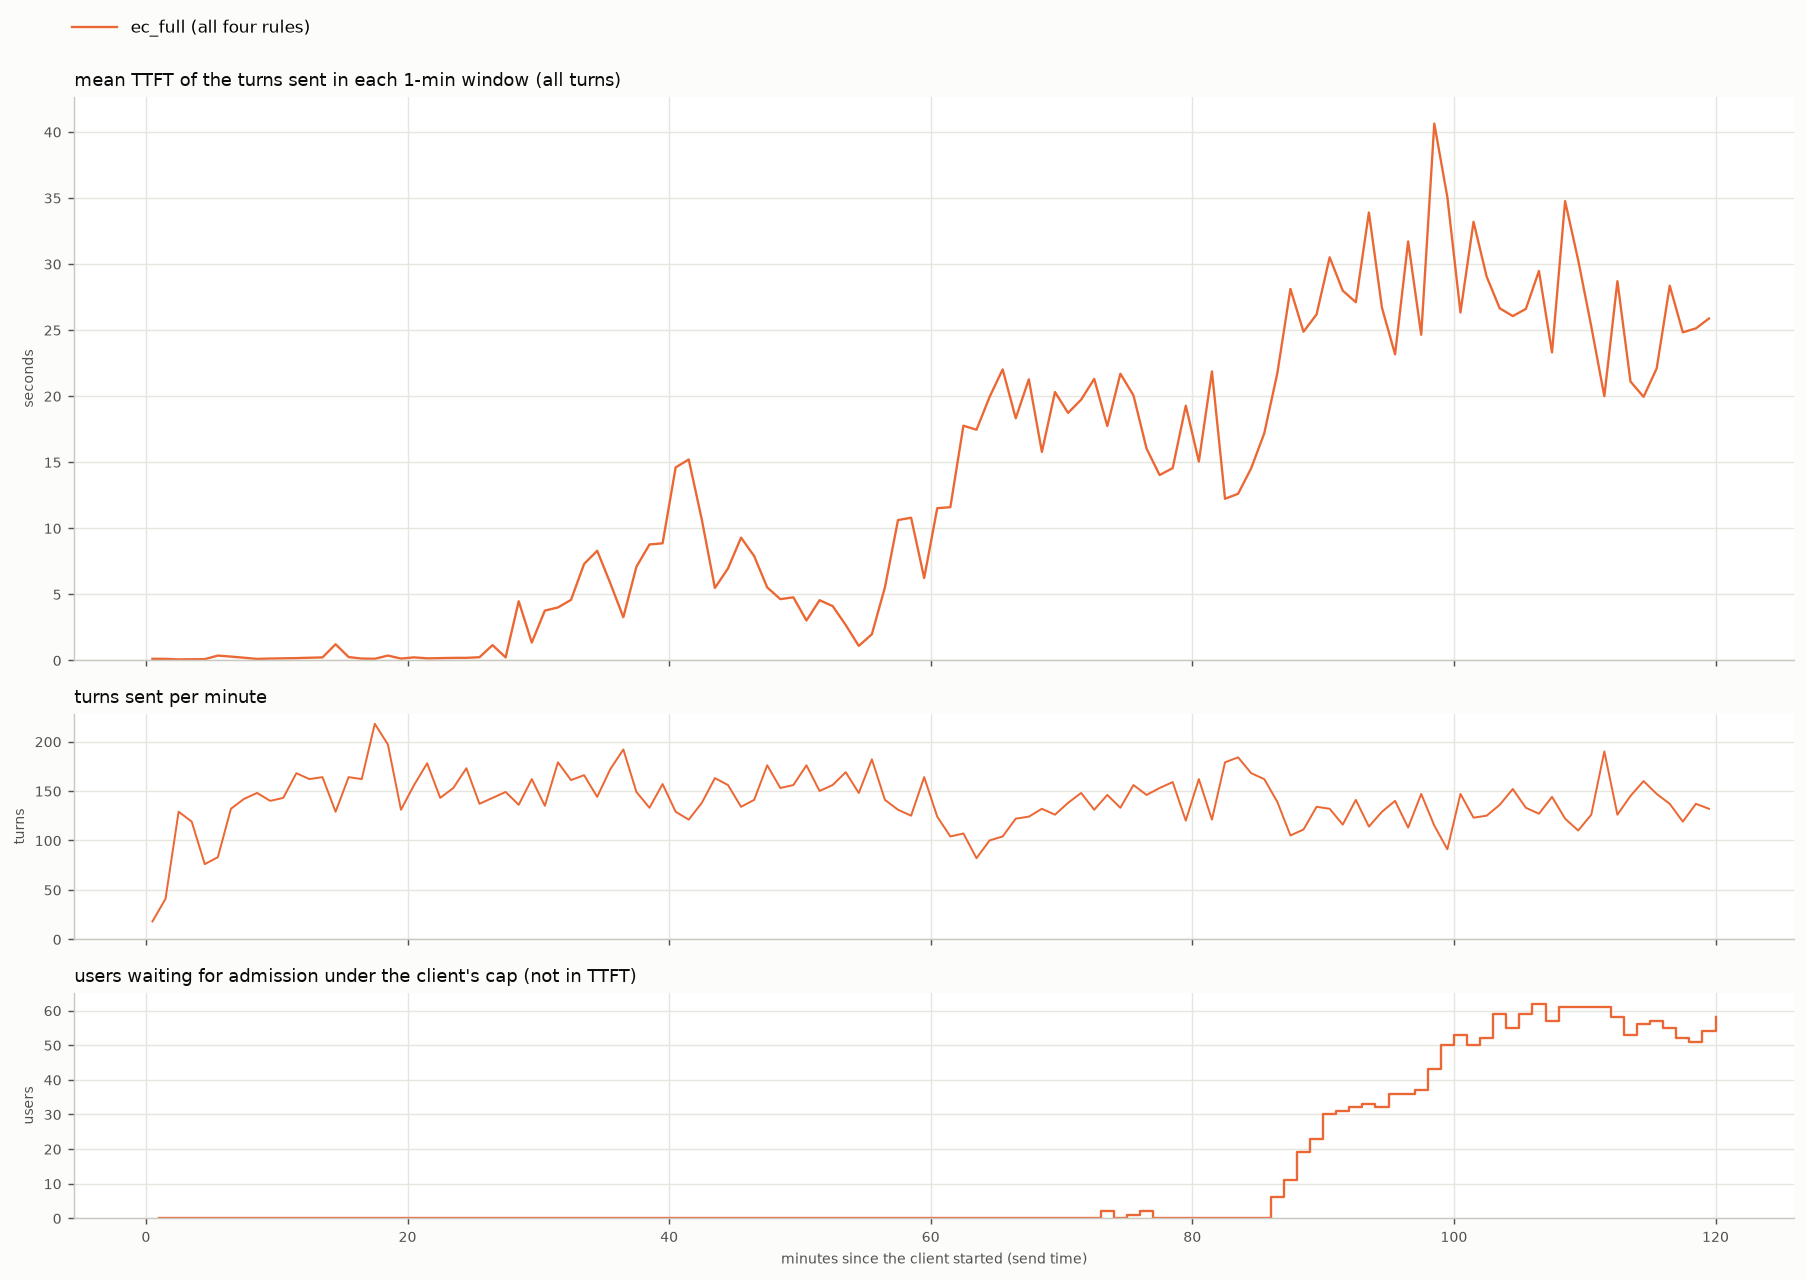 ec_full (all four rules)
mean TTFT of the turns sent in each 1-min window (all turns)
40
35
30
25
20
15
10
5
0
seconds
turns sent per minute
200
150
100
50
0
turns
users waiting for admission under the client's cap (not in TTFT)
60
50
40
30
20
10
0
users
0 20 40 60 80 100 120
minutes since the client started (send time)